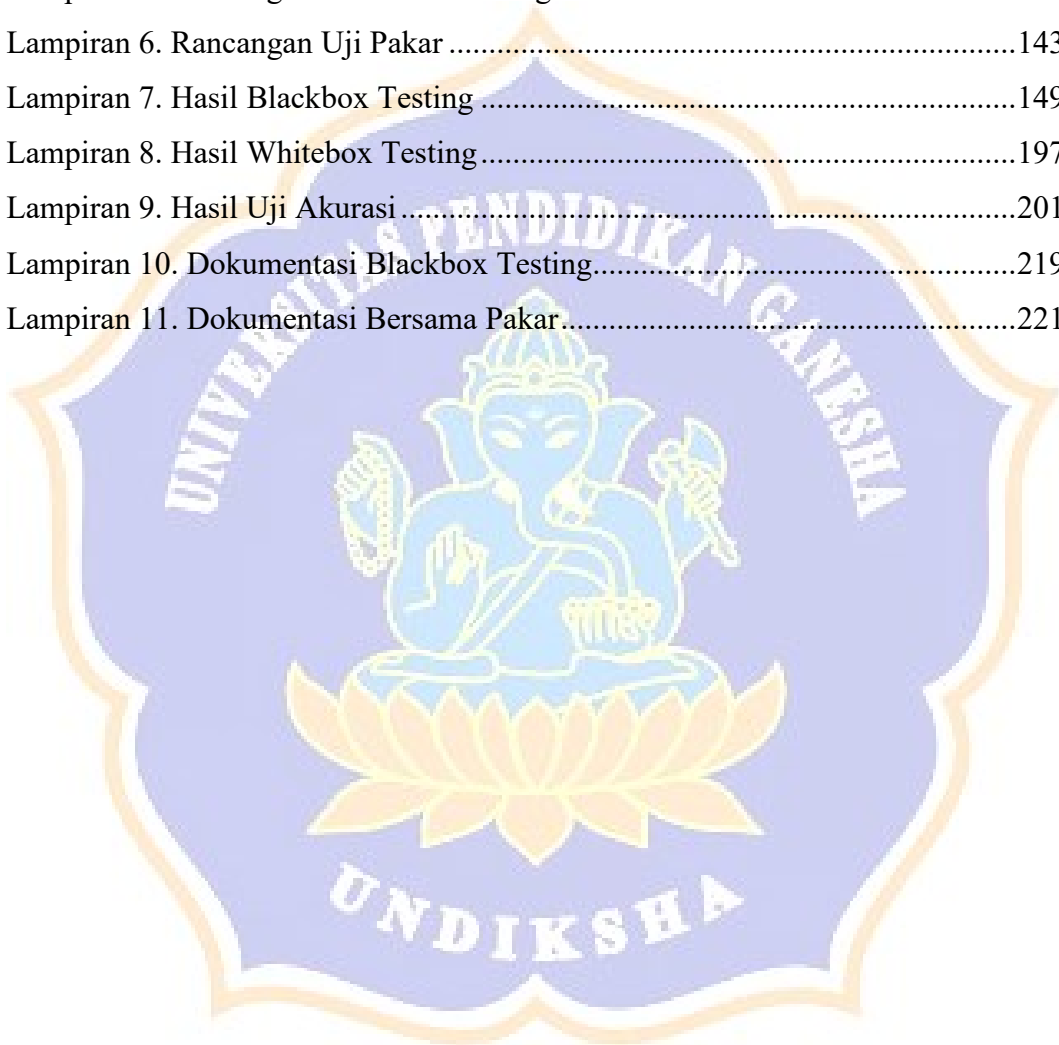 Lampiran 6. Rancangan Uji Pakar ......................................................................143
Lampiran 7. Hasil Blackbox Testing ..................................................................149
Lampiran 8. Hasil Whitebox Testing ..................................................................197
Lampiran 9. Hasil Uji Akurasi ...........................................................................201
Lampiran 10. Dokumentasi Blackbox Testing....................................................219
Lampiran 11. Dokumentasi Bersama Pakar........................................................221
UNIVERSITAS PENDIDIKAN GANESHA
UNDIKSHA